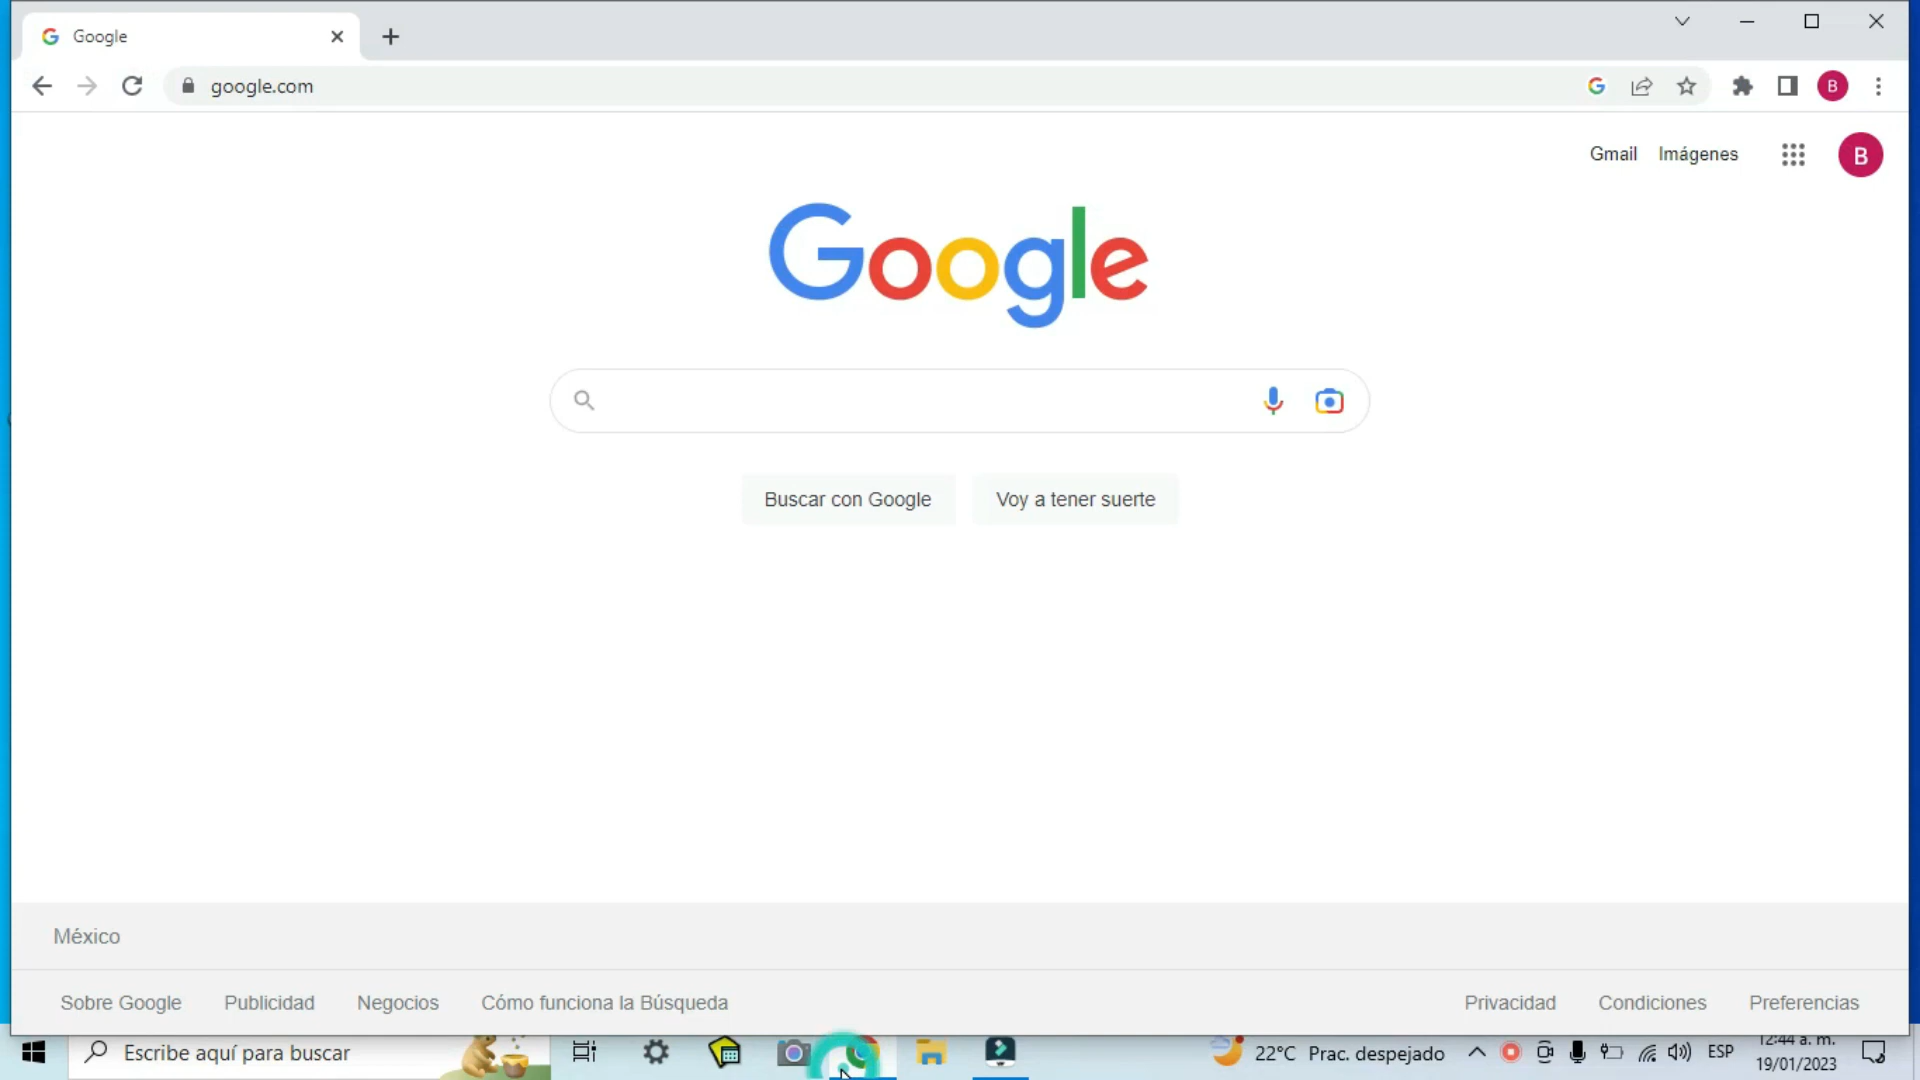 Google
google.com
B
Gmail Imágenes
B
Google
Buscar con Google Voy a tener suerte
México
Sobre Google Publicidad Negocios Cómo funciona la Búsqueda Privacidad Condiciones Preferencias
Escribe aquí para buscar
22°C Prac. despejado
ESP
12:44 a. m.
19/01/2023